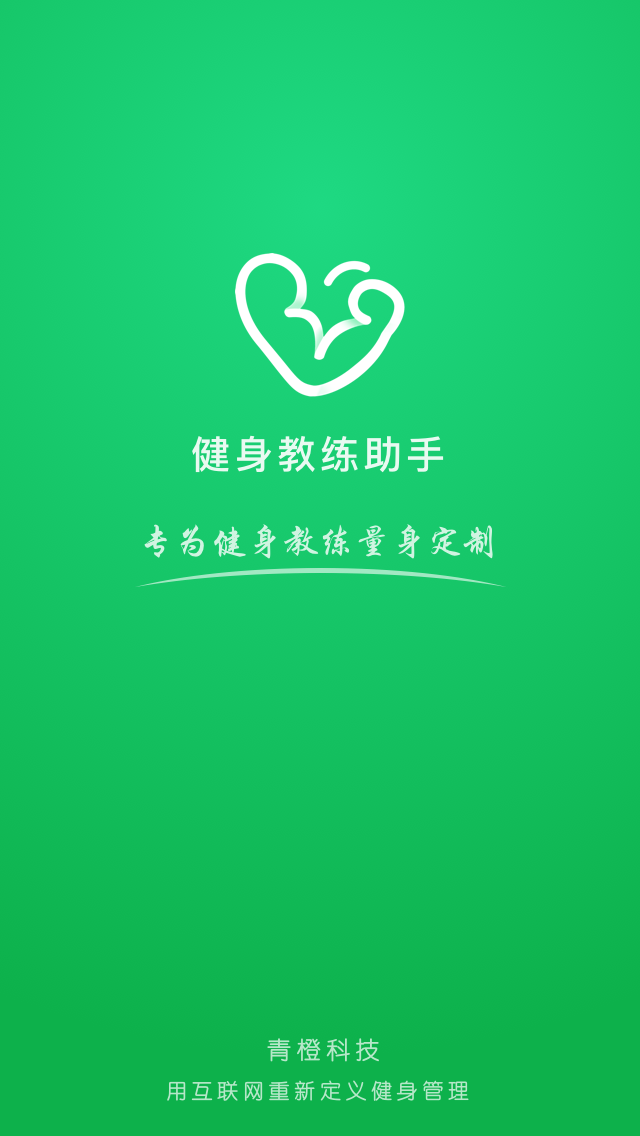 健身教练助手
专为健身教练量身定制
青橙科技
用互联网重新定义健身管理